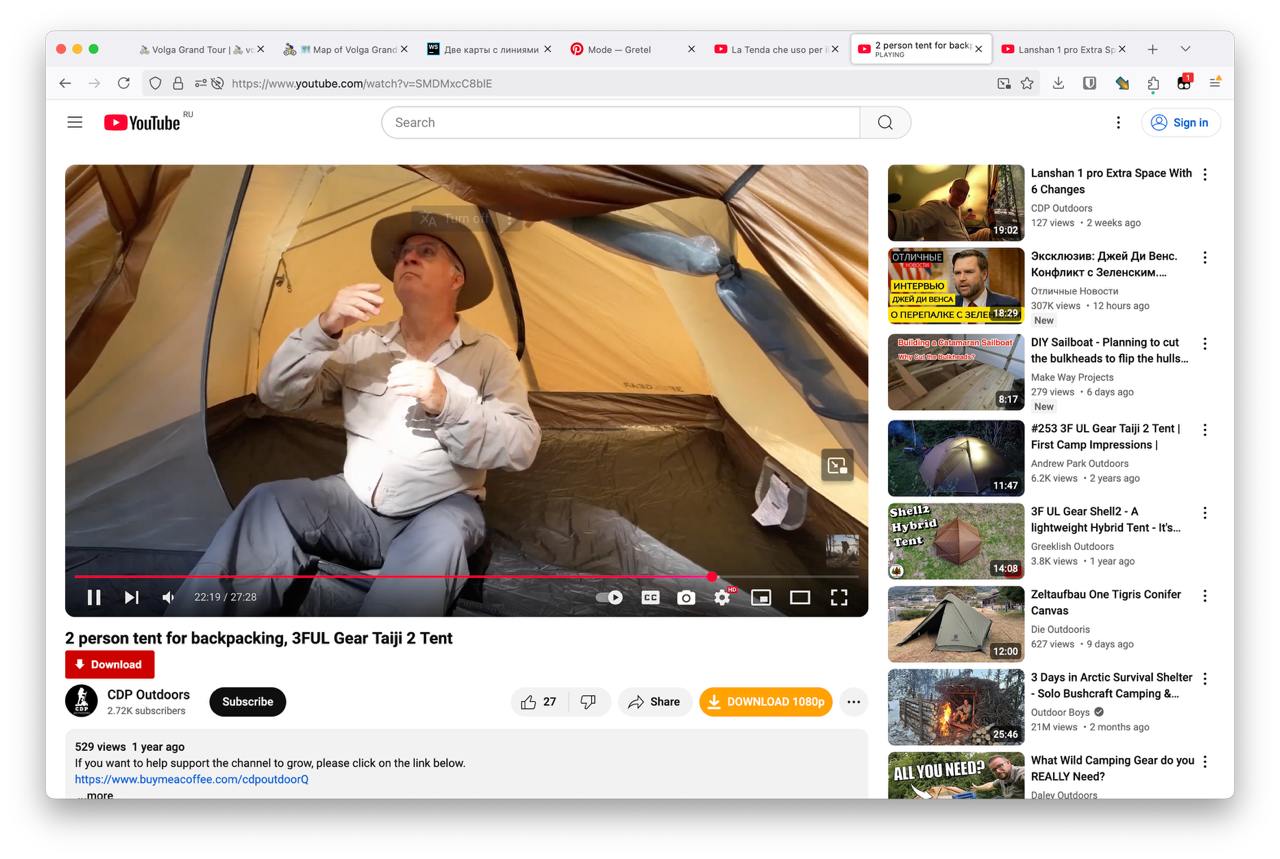 Volga Grand Tour |
Map of Volga Grand
WS Две карты с линиями
Mode — Gretel
La Tenda che uso per il
2 person tent for backp
PLAYING
Lanshan 1 pro Extra Sp
https://www.youtube.com/watch?v=SMDMxcC8bIE
1
YouTube RU
Search
Sign in
Turn off
22:19 / 27:28
CC
HD
2 person tent for backpacking, 3FUL Gear Taiji 2 Tent
Download
CDP
CDP Outdoors
2.72K subscribers
Subscribe
27
Share
DOWNLOAD 1080p
529 views 1 year ago
If you want to help support the channel to grow, please click on the link below.
https://www.buymeacoffee.com/cdpoutdoorQ
...more
19:02
Lanshan 1 pro Extra Space With
6 Changes
CDP Outdoors
127 views • 2 weeks ago
ОТЛИЧНЫЕ
НОВОСТИ
ИНТЕРВЬЮ
ДЖЕЙ ДИ ВЕНСА
О ПЕРЕПАЛКЕ С ЗЕЛЕН
18:29
Эксклюзив: Джей Ди Венс.
Конфликт с Зеленским....
Отличные Новости
307K views • 12 hours ago
New
Building a Catamaran Sailboat
Why Cut the Bulkheads?
8:17
DIY Sailboat - Planning to cut
the bulkheads to flip the hulls...
Make Way Projects
279 views • 6 days ago
New
11:47
#253 3F UL Gear Taiji 2 Tent |
First Camp Impressions |
Andrew Park Outdoors
6.2K views • 2 years ago
Shell2
Hybrid
Tent
14:08
3F UL Gear Shell2 - A
lightweight Hybrid Tent - It's...
Greeklish Outdoors
3.8K views • 1 year ago
12:00
Zeltaufbau One Tigris Conifer
Canvas
Die Outdooris
627 views • 9 days ago
25:46
3 Days in Arctic Survival Shelter
- Solo Bushcraft Camping &...
Outdoor Boys
21M views • 2 months ago
ALL YOU NEED?
What Wild Camping Gear do you
REALLY Need?
Daley Outdoors